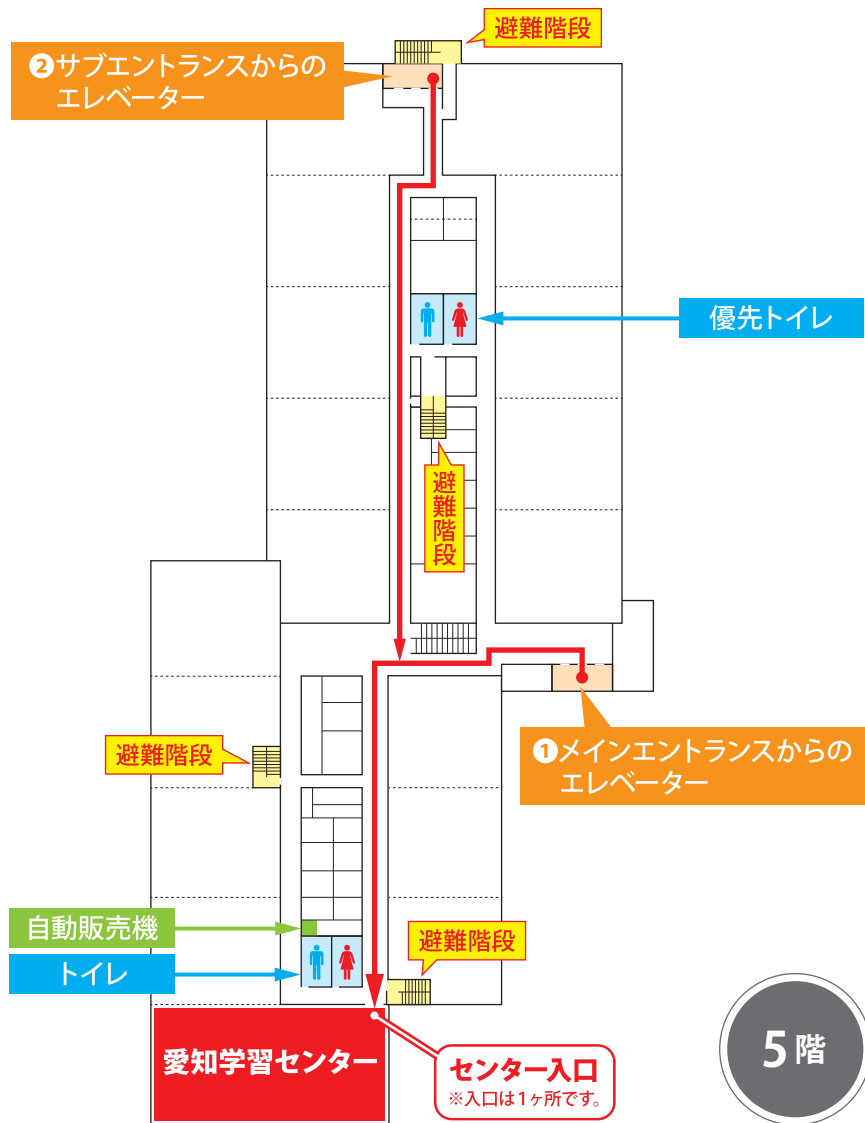 避難階段
❷サブエントランスからの
エレベーター
優先トイレ
避難階段
❶メインエントランスからの
エレベーター
避難階段
自動販売機
避難階段
トイレ
愛知学習センター
センター入口
※入口は1ヶ所です。
5階